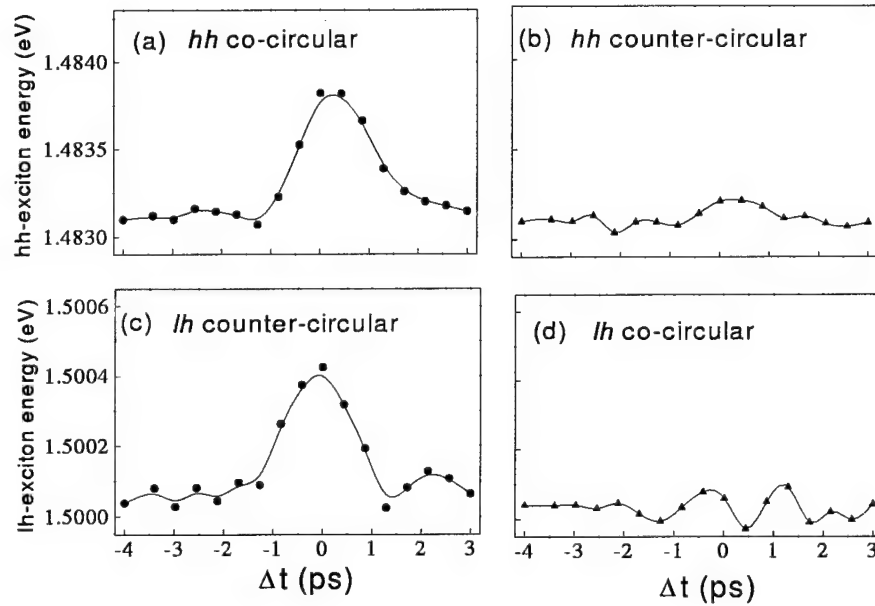 (a) hh co-circular
(b) hh counter-circular
hh-exciton energy (eV)
1.4840
1.4835
1.4830
(c) lh counter-circular
(d) lh co-circular
lh-exciton energy (eV)
1.5006
1.5004
1.5002
1.5000
-4 -3 -2 -1 0 1 2 3
-4 -3 -2 -1 0 1 2 3
Δt (ps)
Δt (ps)